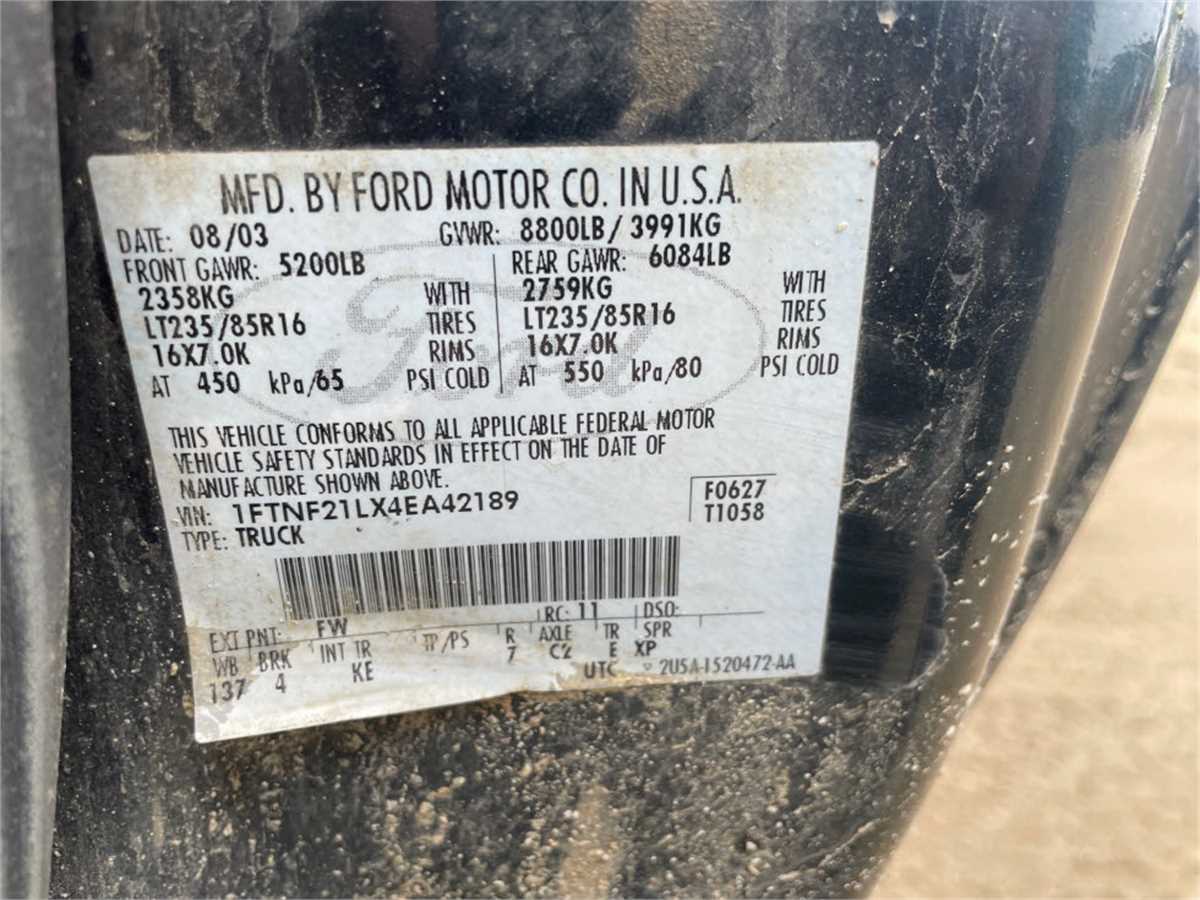 MFD. BY FORD MOTOR CO. IN U.S.A.
DATE: 08/03 GVWR: 8800LB/ 3991KG
FRONT GAWR: 5200LB REAR GAWR: 6084LB
2358KG WITH 2759KG WITH
LT235/85R16 TIRES LT235/85R16 TIRES
16X7.0K RIMS 16X7.0K RIMS
AT 450 kPa/65 PSI COLD AT 550 kPa/80 PSI COLD
Ford
THIS VEHICLE CONFORMS TO ALL APPLICABLE FEDERAL MOTOR
VEHICLE SAFETY STANDARDS IN EFFECT ON THE DATE OF
MANUFACTURE SHOWN ABOVE.
VIN: 1FTNF21LX4EA42189 F0627
TYPE: TRUCK T1058
EXT PNT: FW RC: 11 DSO:
WB BRK INT TR TP/PS R AXLE TR SPR
137 4 KE 7 C2 E XP
UTC 2U5A-1520472-AA